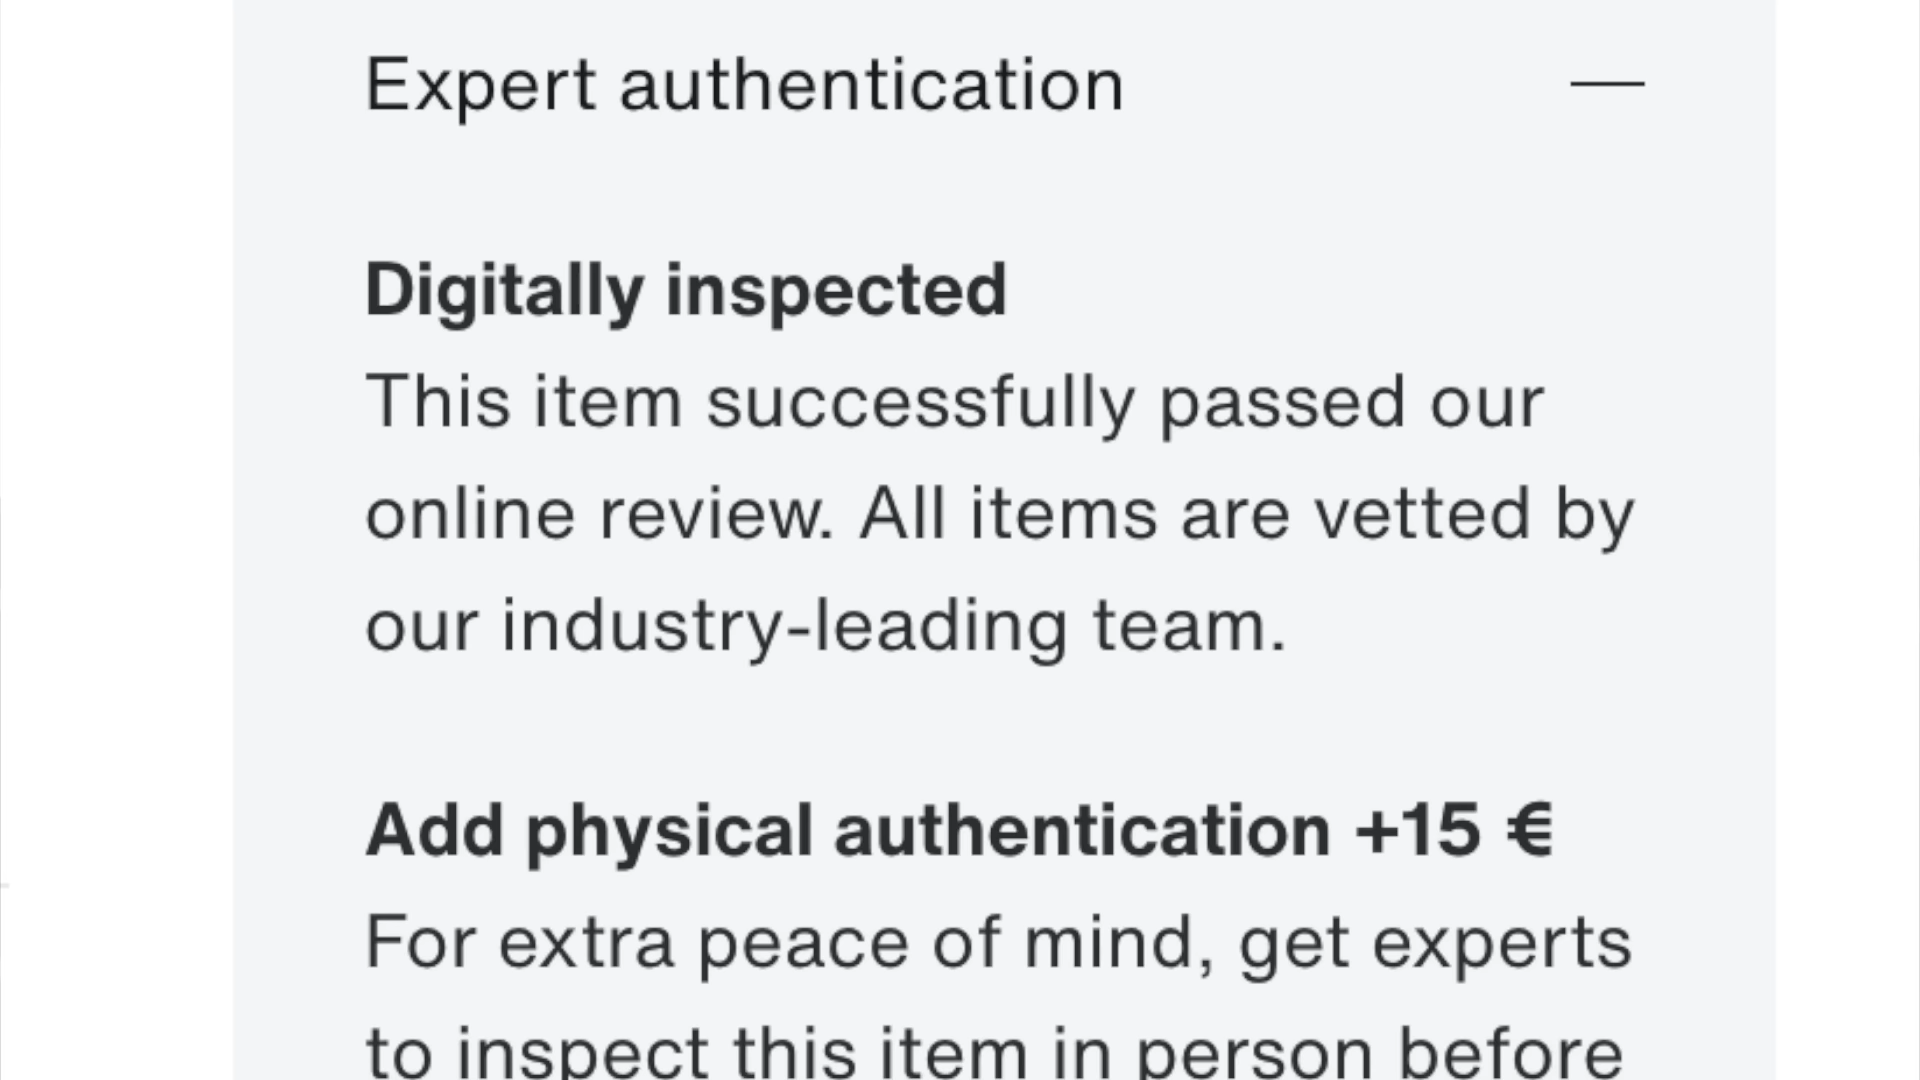 Expert authentication
Digitally inspected
This item successfully passed our
online review. All items are vetted by
our industry-leading team.
Add physical authentication +15 €
For extra peace of mind, get experts
to inspect this item in person before